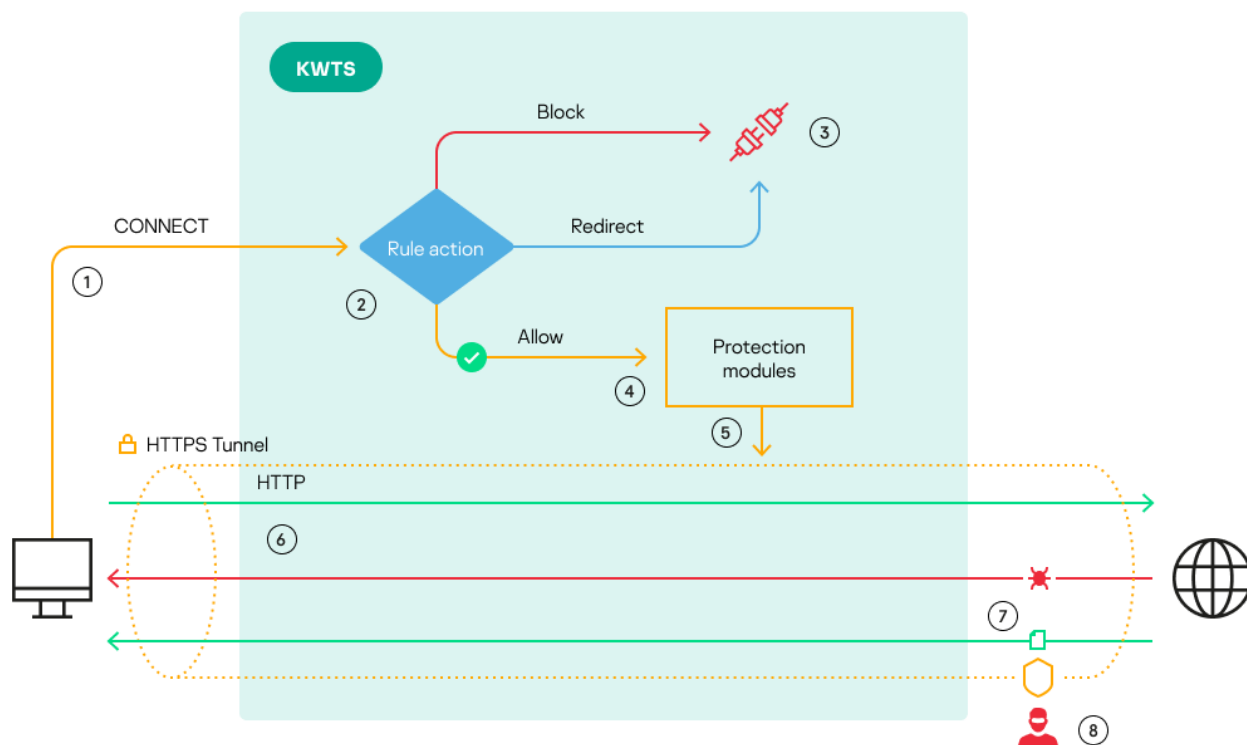 KWTS
Block
3
CONNECT
Redirect
Rule action
1
2
Allow
Protection
modules
4
5
HTTPS Tunnel
HTTP
6
7
8